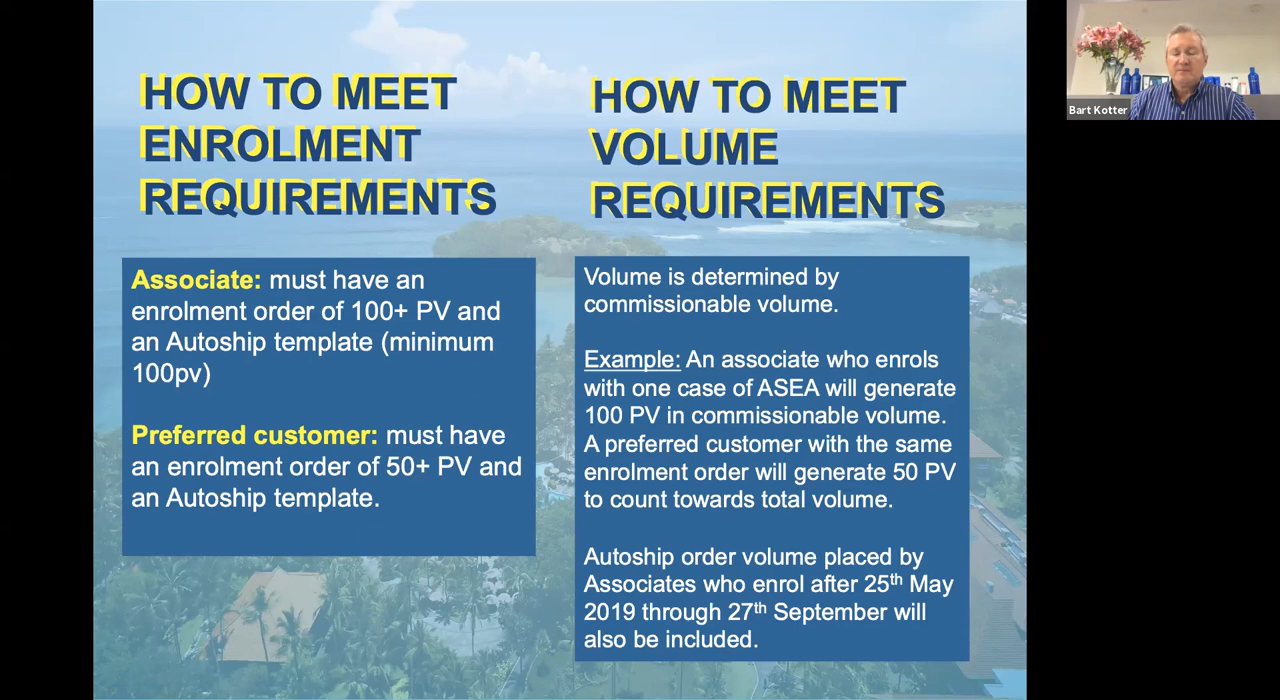 HOW TO MEET
ENROLMENT
REQUIREMENTS
Associate: must have an
enrolment order of 100+ PV and
an Autoship template (minimum
100pv)
Preferred customer: must have
an enrolment order of 50+ PV and
an Autoship template.
HOW TO MEET
VOLUME
REQUIREMENTS
Volume is determined by
commissionable volume.
Example: An associate who enrols
with one case of ASEA will generate
100 PV in commissionable volume.
A preferred customer with the same
enrolment order will generate 50 PV
to count towards total volume.
Autoship order volume placed by
Associates who enrol after 25th May
2019 through 27th September will
also be included.
Bart Kotter